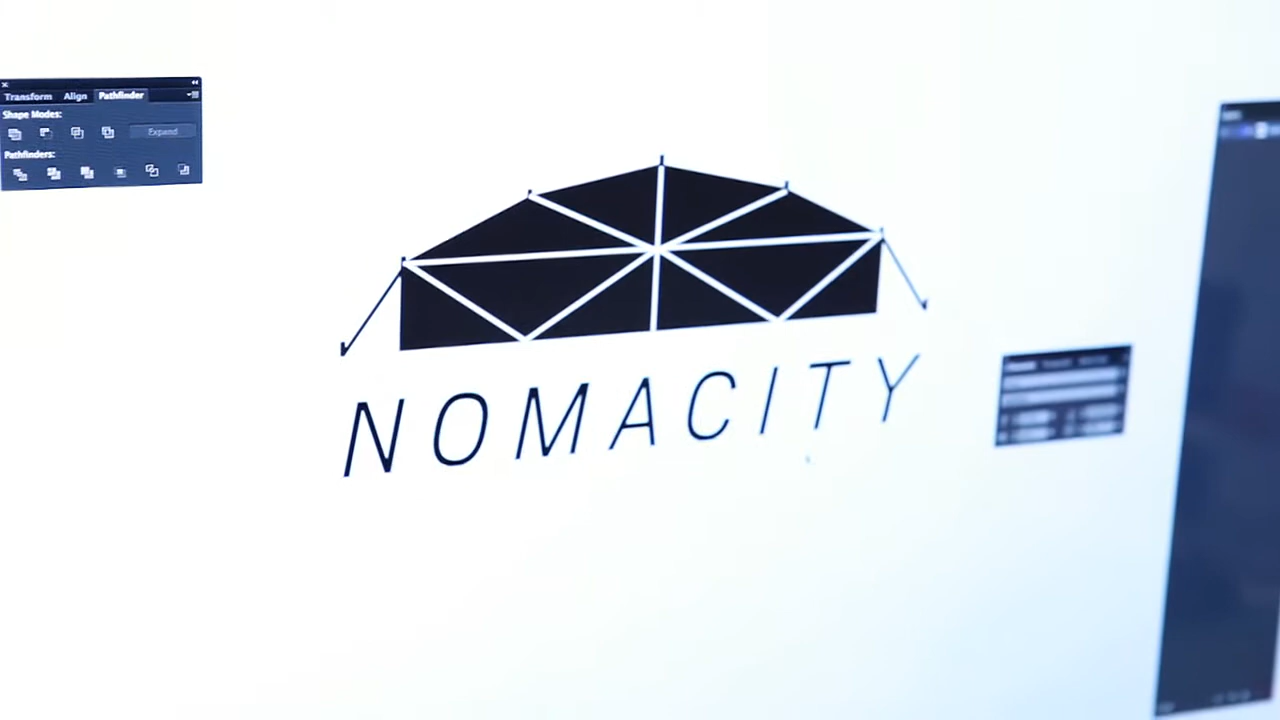 Transform Align Pathfinder
Shape Modes:
Expand
Pathfinders:
NOMACITY